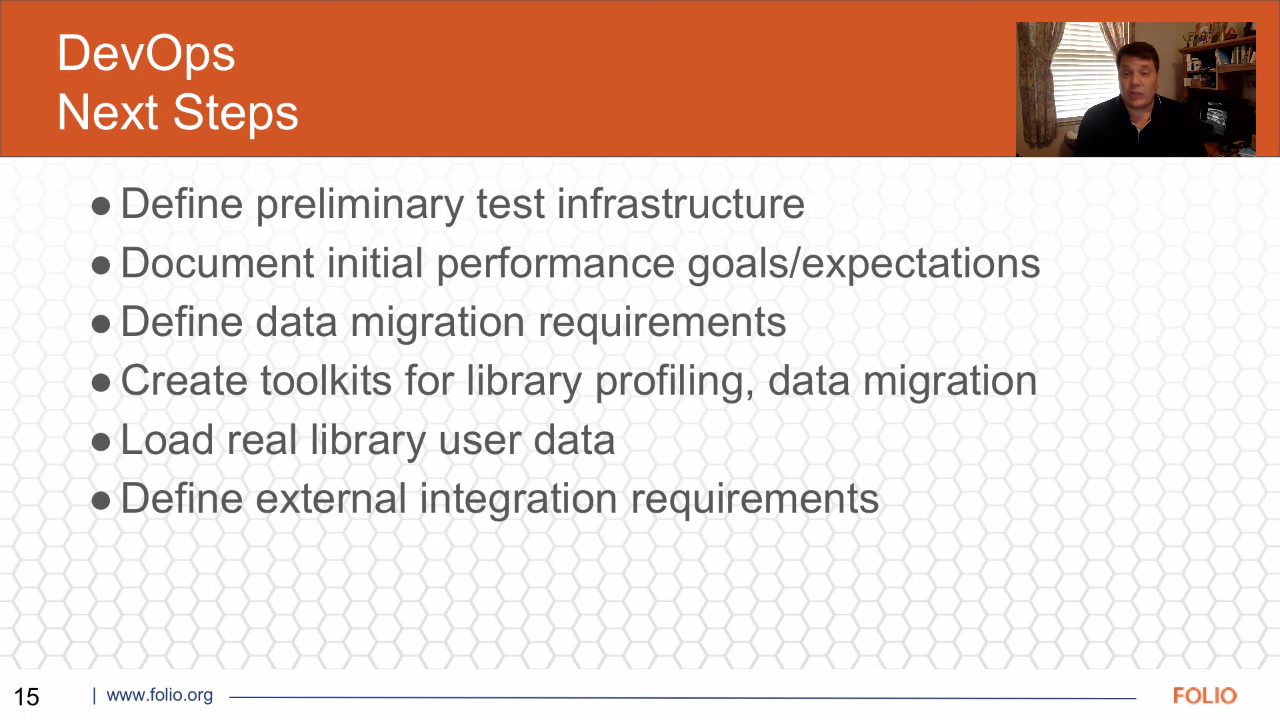 DevOps
Next Steps
● Define preliminary test infrastructure
● Document initial performance goals/expectations
● Define data migration requirements
● Create toolkits for library profiling, data migration
● Load real library user data
● Define external integration requirements
15
| www.folio.org
FOLIO